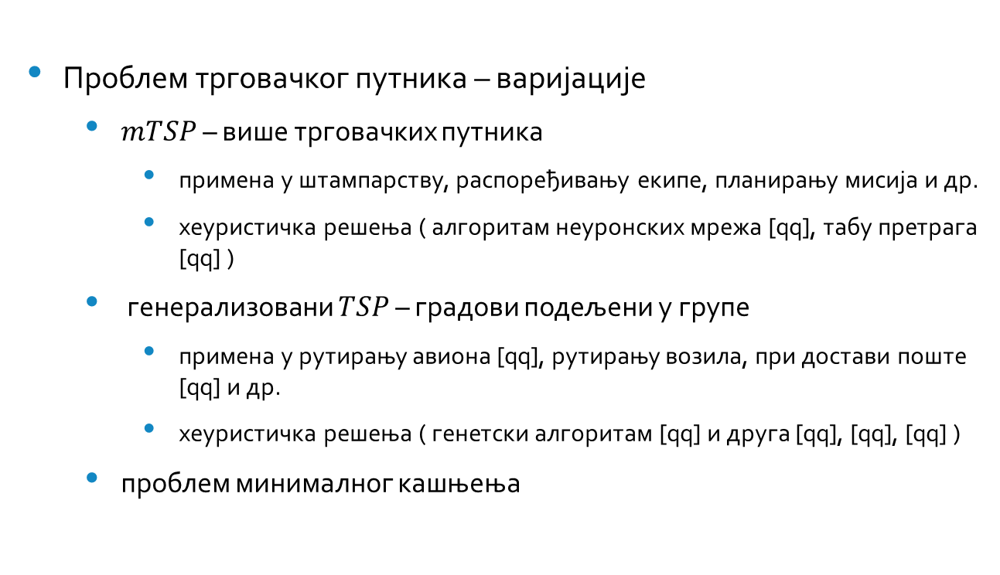 • Проблем трговачког путника – варијације
• mTSP – више трговачких путника
• примена у штампарству, распоређивању екипе, планирању мисија и др.
• хеуристичка решења ( алгоритам неуронских мрежа [qq], табу претрага
[qq] )
• генерализовани TSP – градови подељени у групе
• примена у рутирању авиона [qq], рутирању возила, при достави поште
[qq] и др.
• хеуристичка решења ( генетски алгоритам [qq] и друга [qq], [qq], [qq] )
• проблем минималног кашњења